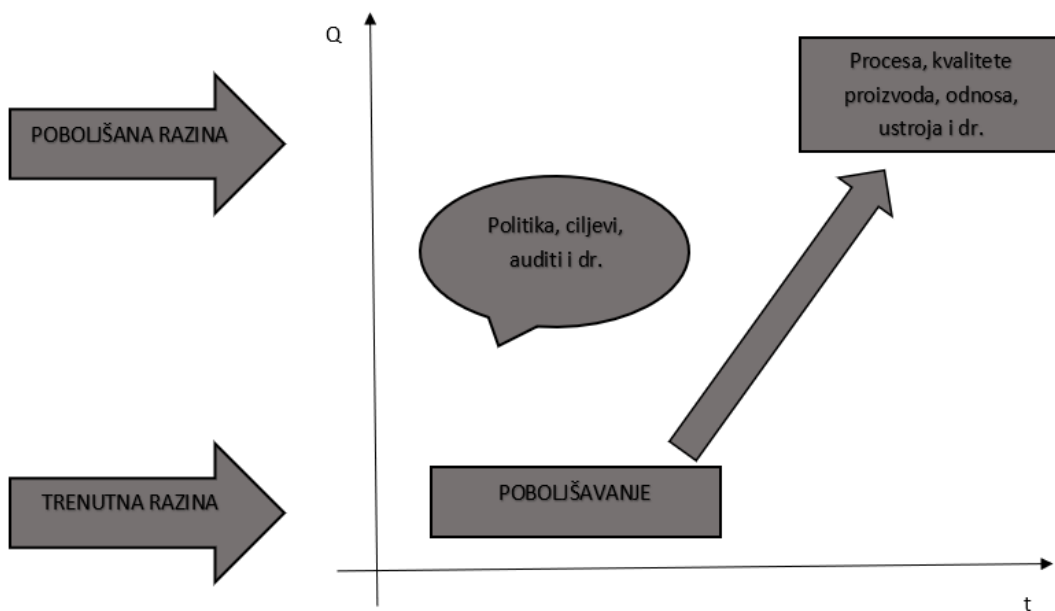 Q
Procesa, kvalitete
proizvoda, odnosa,
ustroja i dr.
POBOLJŠANA RAZINA
Politika, ciljevi,
auditi i dr.
TRENUTNA RAZINA
POBOLJŠAVANJE
t